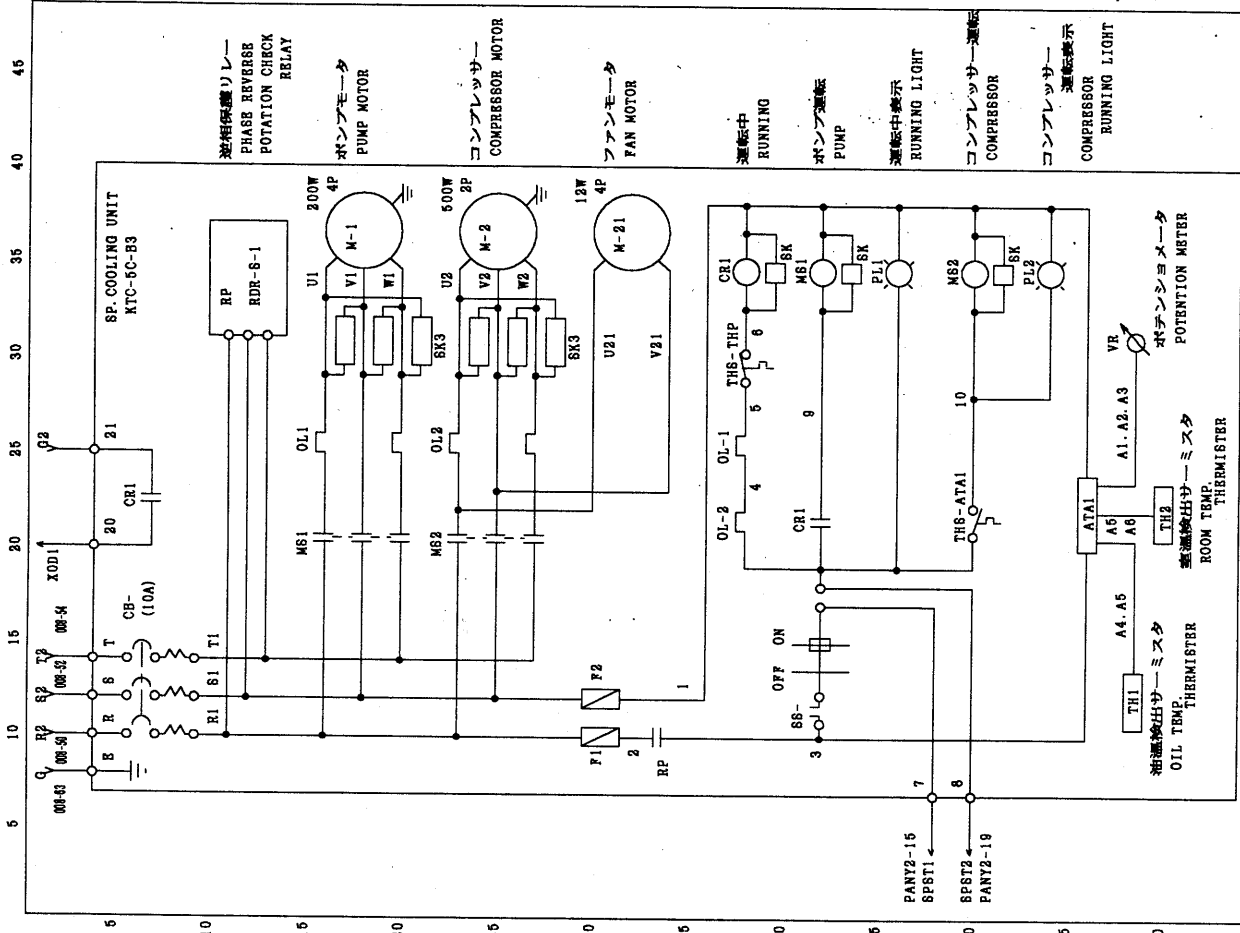 45
40
35
30
25
20
15
10
5
逆相保護リレー
PHASE REVERSE
POTATION CHECK
RELAY
ポンプモータ
PUMP MOTOR
コンプレッサー
COMPRESSOR MOTOR
ファンモータ
FAN MOTOR
運転中
RUNNING
ポンプ運転
PUMP
運転中表示
RUNNING LIGHT
コンプレッサー運転
COMPRESSOR
コンプレッサー
運転表示
COMPRESSOR
RUNNING LIGHT
SP. COOLING UNIT
KTC-5C-B3
RP
RDR-S-1
200W
4P
M-1
U1
V1
W1
SK3
OL1
MS1
500W
2P
M-2
U2
V2
W2
SK3
OL2
MS2
12W
4P
M-21
U21
V21
G2
21
CR1
20
XOD1
CB-
(10A)
008-54
T2
T
T1
008-52
S2
S
S1
008-50
R2
R
R1
008-63
G
E
F2
1
F1
2
RP
CR1
SK
6
THS-THP
5
OL-1
4
OL-2
MS1
SK
9
CR1
PL1
MS2
SK
10
THS-ATA1
PL2
ON
OFF
SS-
3
7
8
PANY2-15
SPST1
SPST2
PANY2-19
ATA1
A1.A2.A3
VR
ポテンショメータ
POTENTION METER
A5
A6
TH2
室温検出サーミスタ
ROOM TEMP.
THERMISTER
A4.A5
TH1
油温検出サーミスタ
OIL TEMP.
THERMISTER
5
10
5